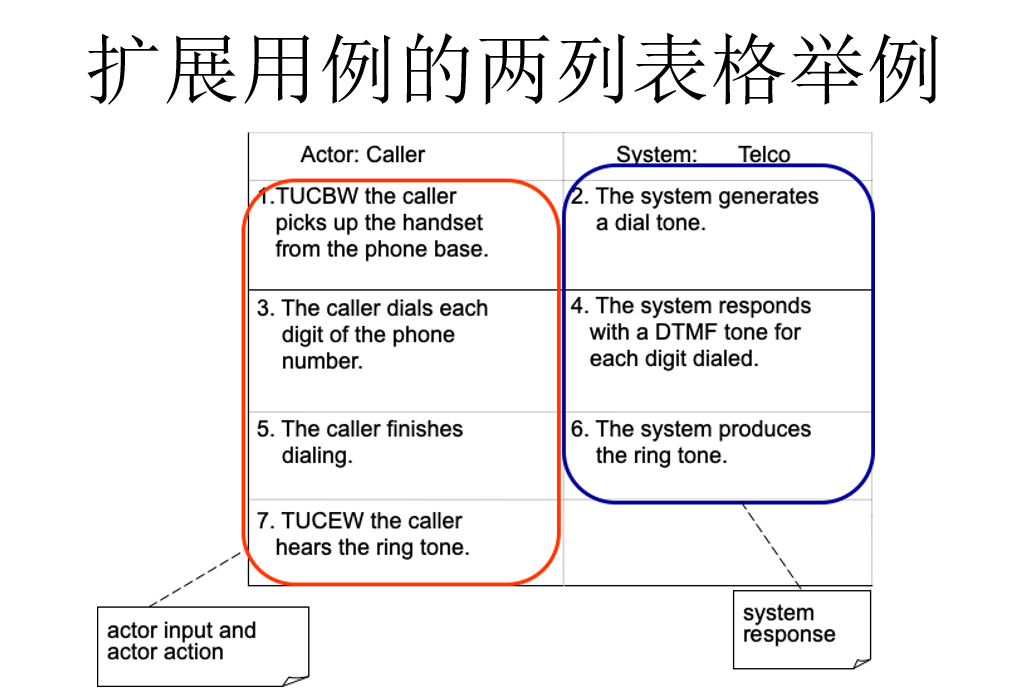 扩展用例的两列表格举例
Actor: Caller
System: Telco
1.TUCBW the caller
picks up the handset
from the phone base.
2. The system generates
a dial tone.
3. The caller dials each
digit of the phone
number.
4. The system responds
with a DTMF tone for
each digit dialed.
5. The caller finishes
dialing.
6. The system produces
the ring tone.
7. TUCEW the caller
hears the ring tone.
actor input and
actor action
system
response